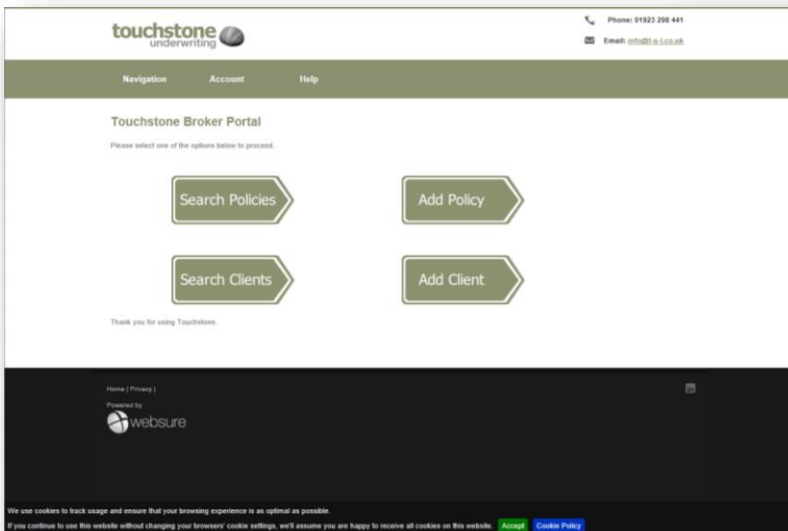 touchstone
underwriting
Phone: 01923 298 441
Email: info@t-u-l.co.uk
Navigation Account Help
Touchstone Broker Portal
Please select one of the options below to proceed.
Search Policies Add Policy
Search Clients Add Client
Thank you for using Touchstone.
Home | Privacy |
in
Powered by
websure
We use cookies to track usage and ensure that your browsing experience is as optimal as possible.
If you continue to use this website without changing your browsers' cookie settings, we'll assume you are happy to receive all cookies on this website. Accept Cookie Policy